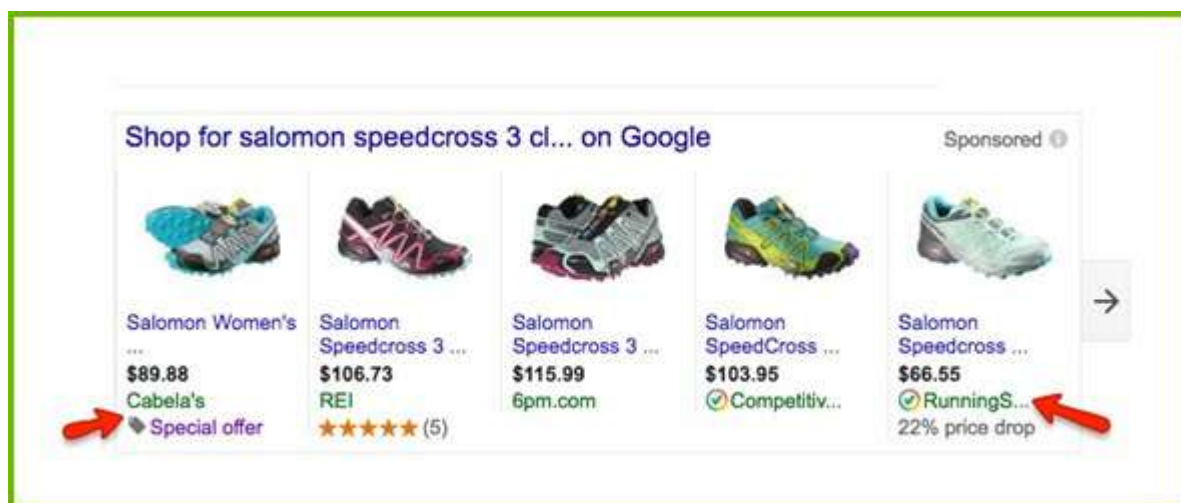 Shop for salomon speedcross 3 cl... on Google
Sponsored
Salomon Women's
...
$89.88
Cabela's
Special offer
Salomon
Speedcross 3 ...
$106.73
REI
(5)
Salomon
Speedcross 3 ...
$115.99
6pm.com
Salomon
SpeedCross ...
$103.95
Competitiv...
Salomon
Speedcross ...
$66.55
RunningS...
22% price drop